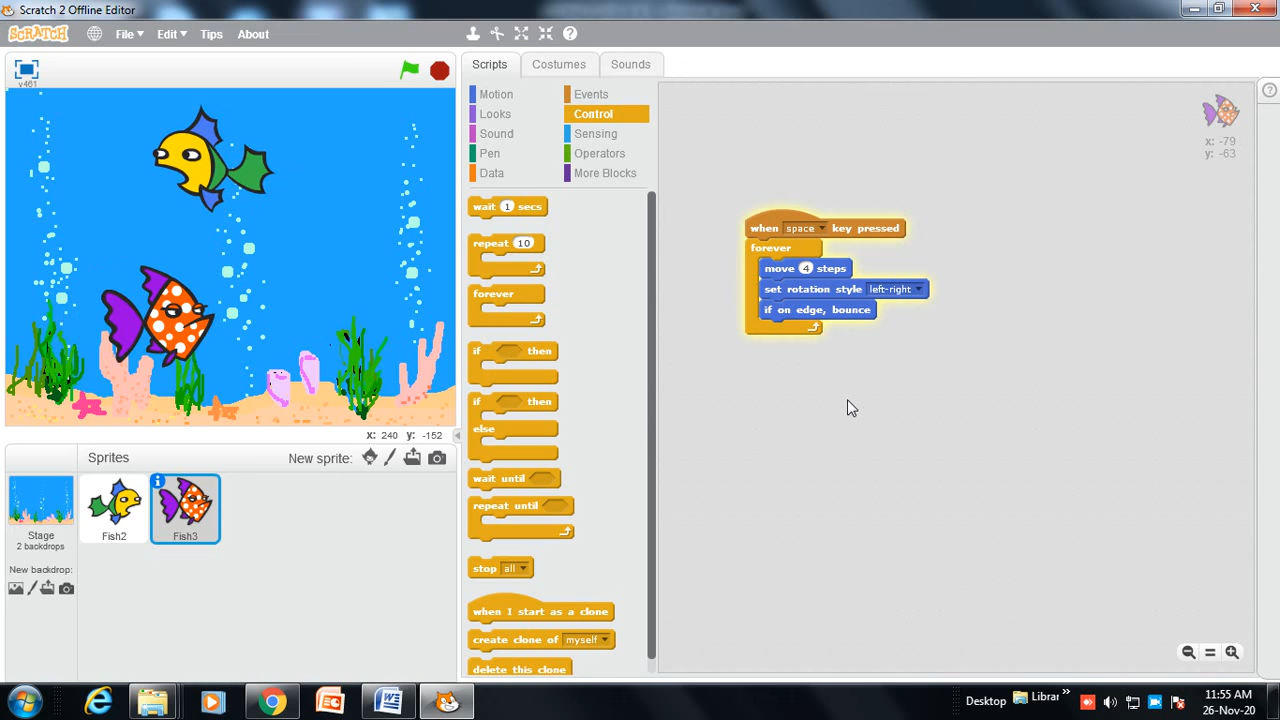 Scratch 2 Offline Editor
SCRATCH File Edit Tips About
v461
Scripts Costumes Sounds
Motion Events
Looks Control
Sound Sensing
Pen Operators
Data More Blocks
wait 1 secs
repeat 10
forever
if then
if then
else
wait until
repeat until
stop all
when I start as a clone
create clone of myself
delete this clone
when space key pressed
forever
move 4 steps
set rotation style left-right
if on edge, bounce
x: -79
y: -63
x: 240 y: -152
Sprites New sprite:
Stage
2 backdrops
New backdrop:
Fish2
Fish3
Desktop Librar »
11:55 AM
26-Nov-20